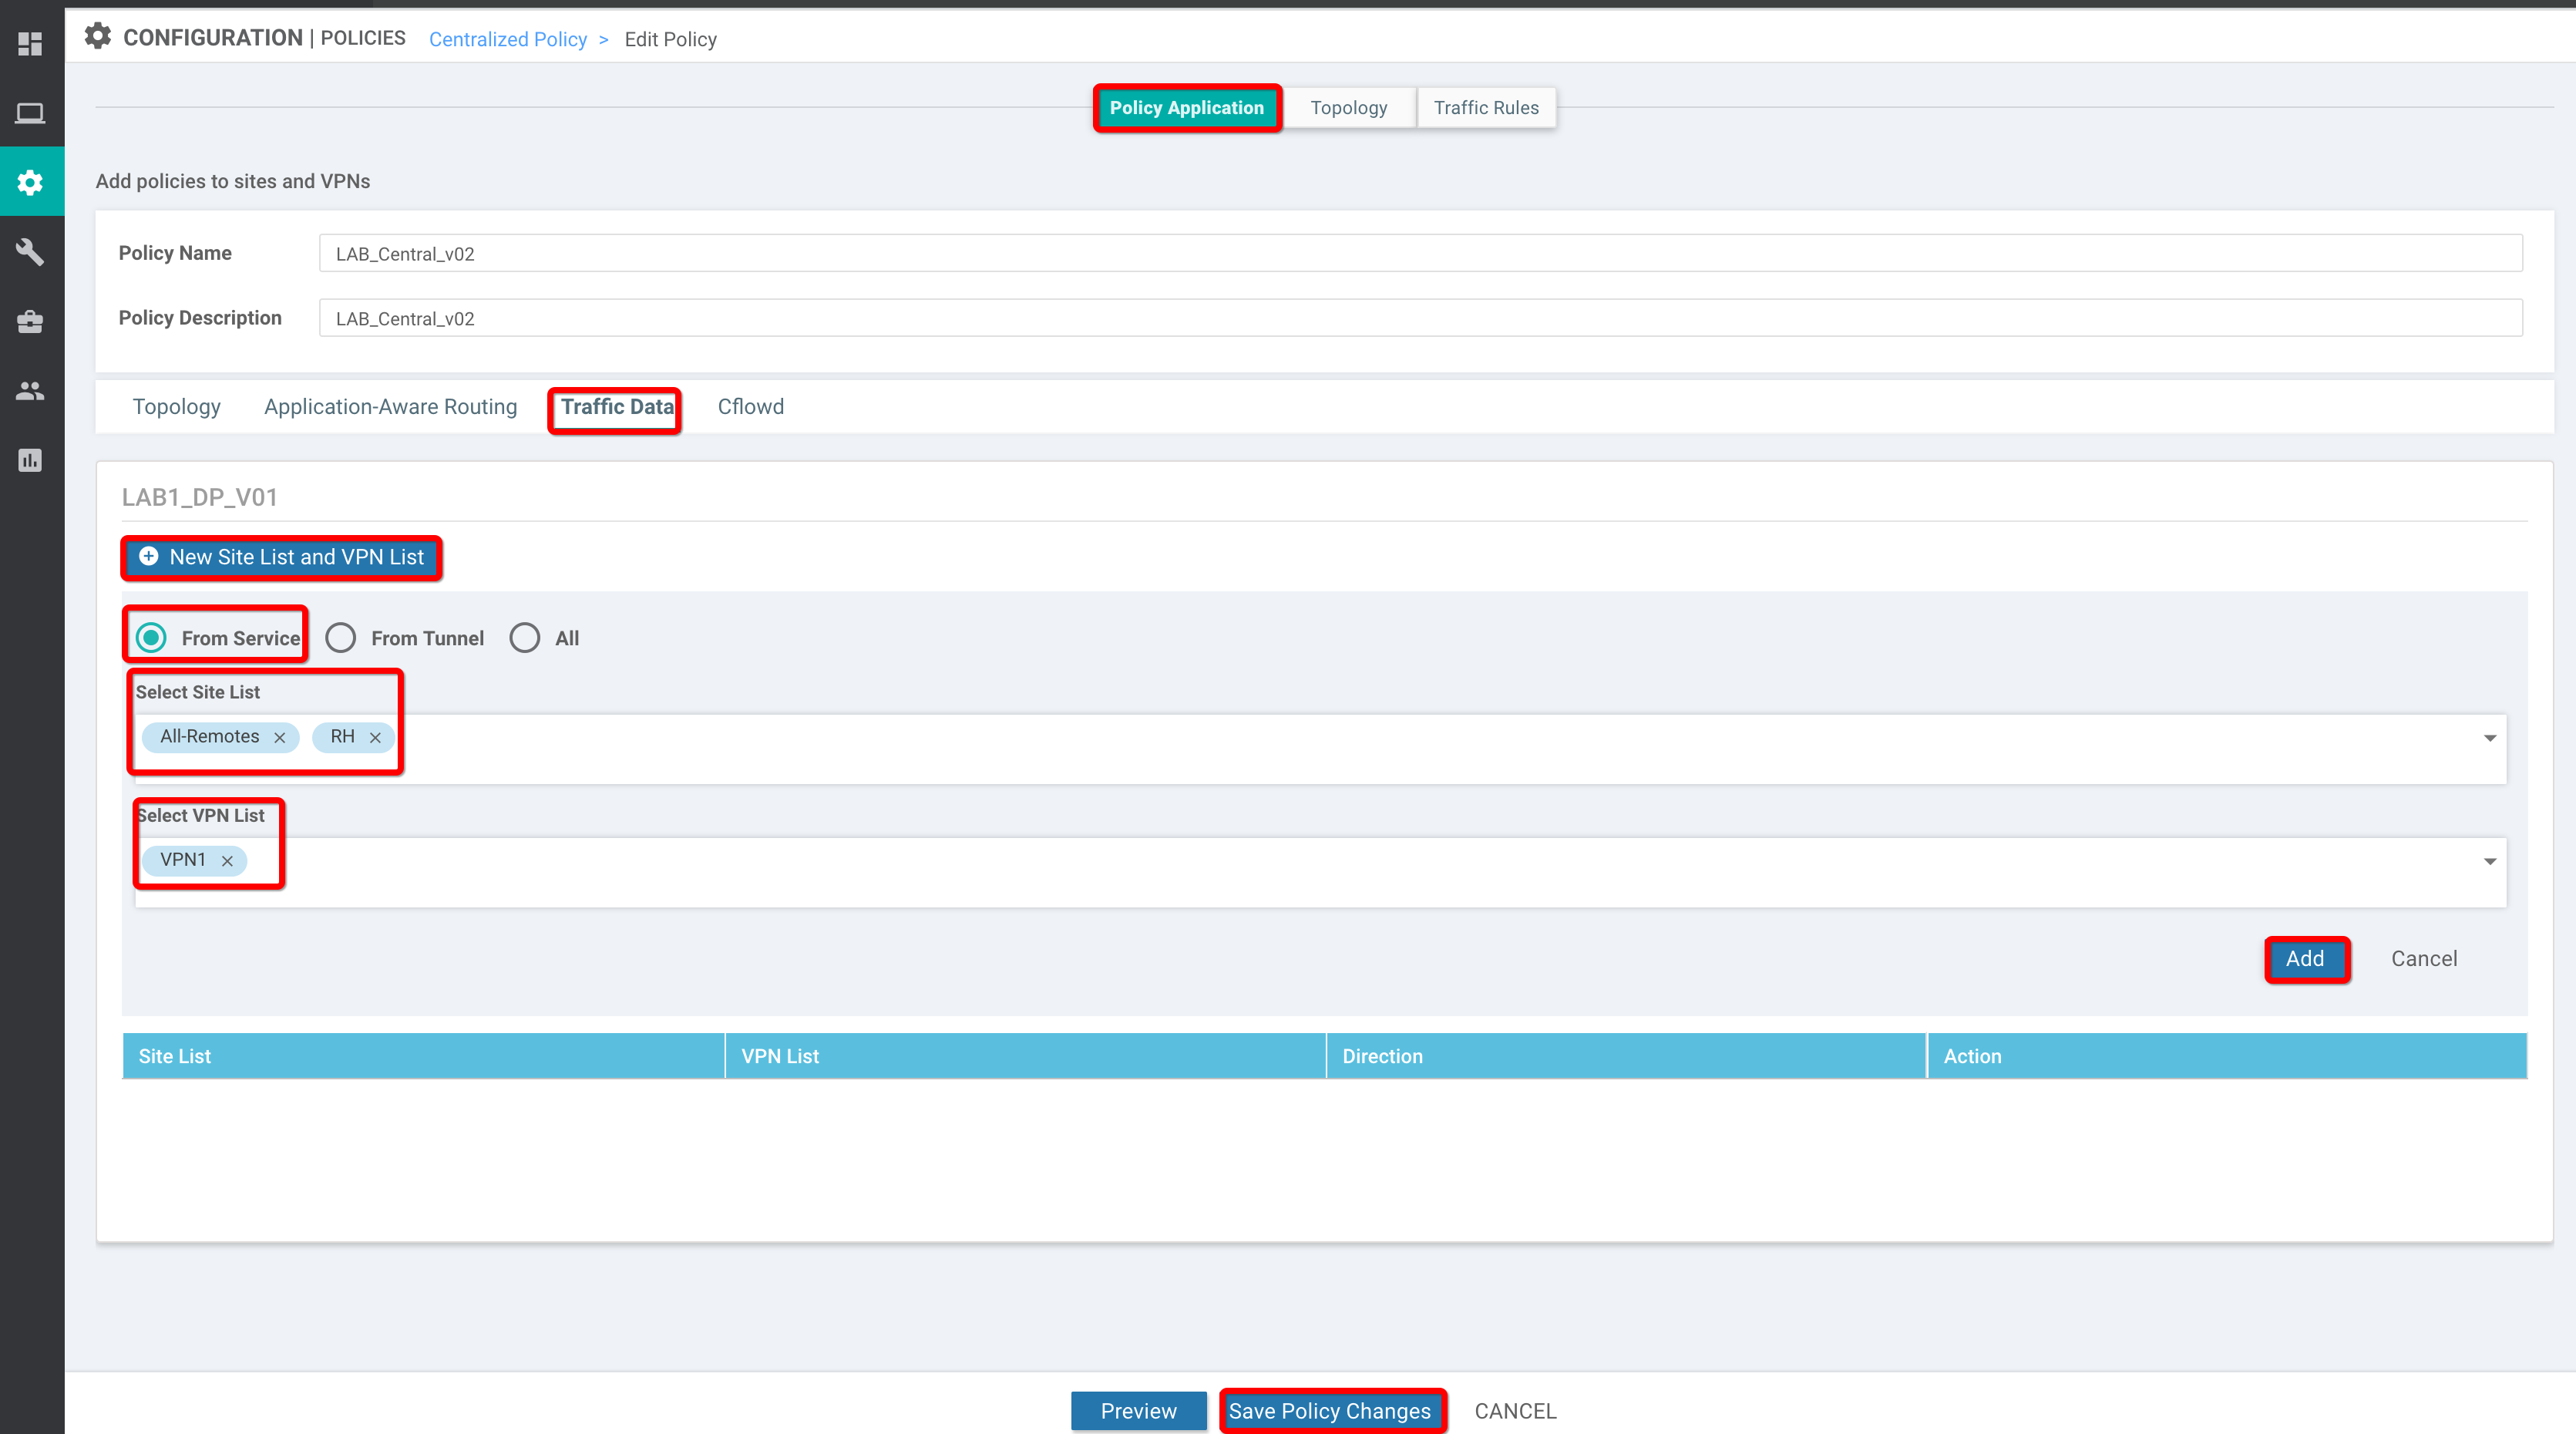 CONFIGURATION | POLICIES Centralized Policy > Edit Policy
Policy Application Topology Traffic Rules
Add policies to sites and VPNs
Policy Name LAB_Central_v02
Policy Description LAB_Central_v02
Topology Application-Aware Routing Traffic Data Cflowd
LAB1_DP_V01
New Site List and VPN List
From Service From Tunnel All
Select Site List
All-Remotes × RH ×
Select VPN List
VPN1 ×
Add Cancel
Site List VPN List Direction Action
Preview Save Policy Changes CANCEL